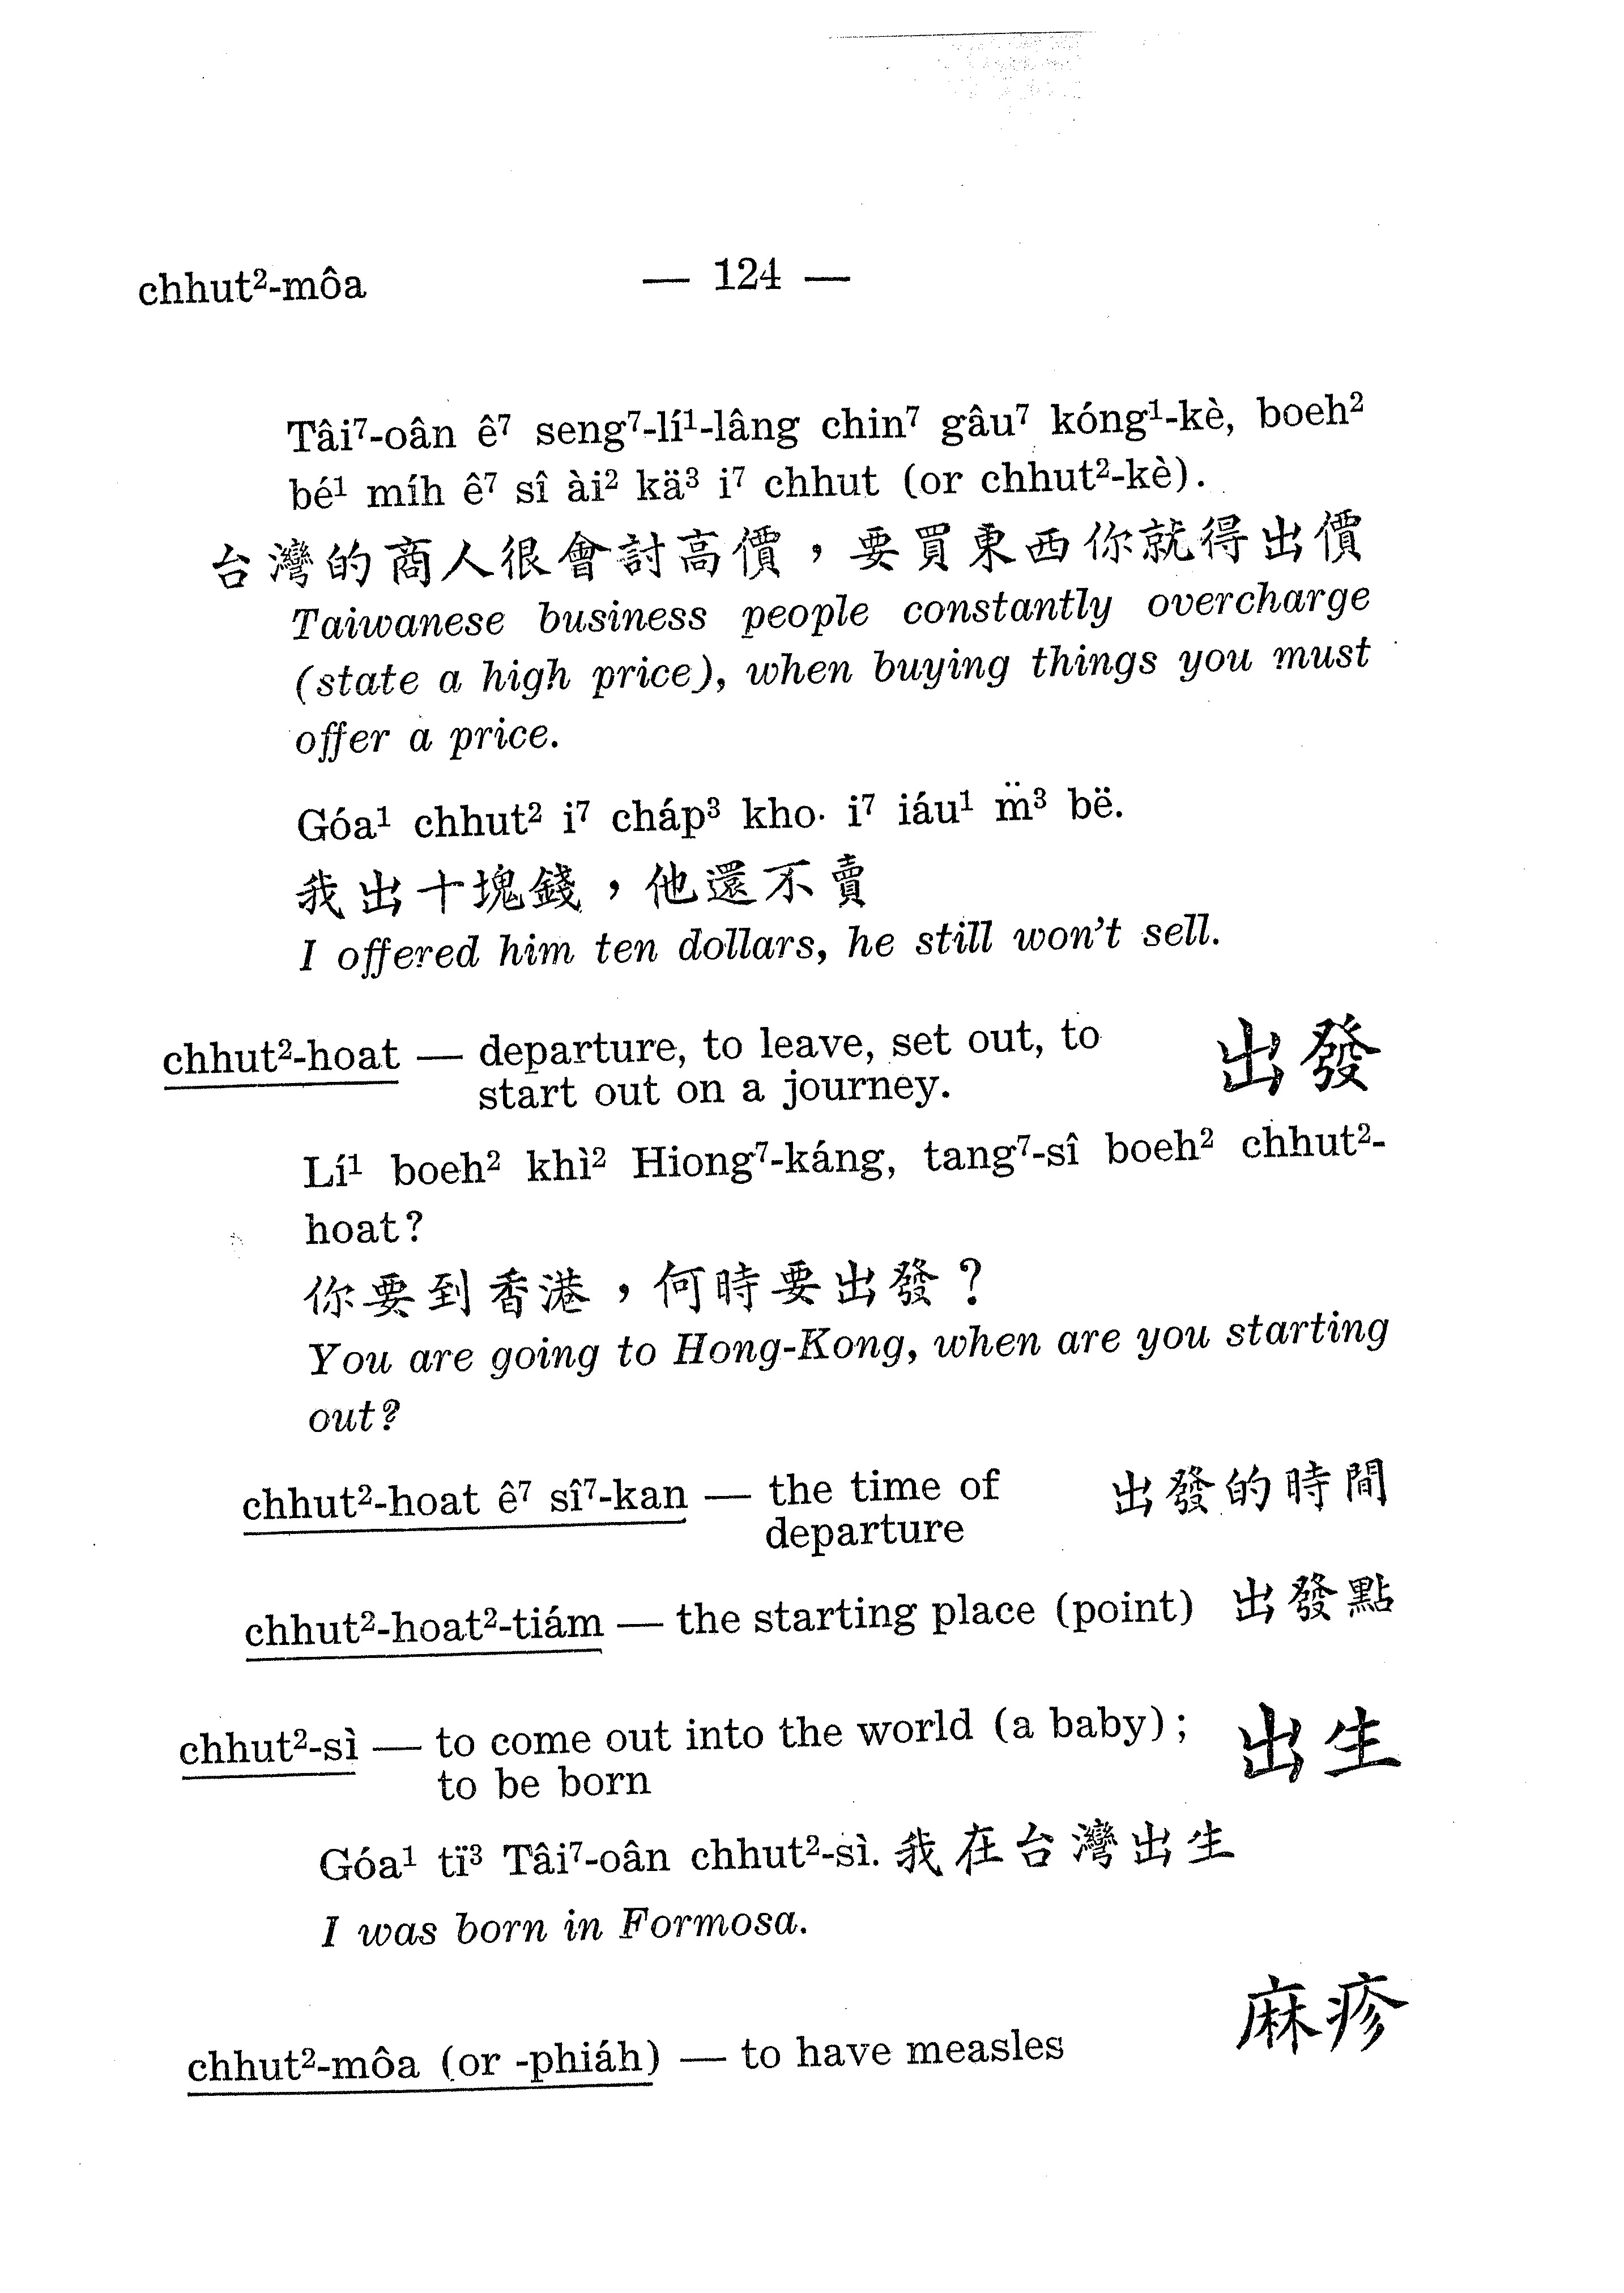 chhut²-môa — 124 —
Tâi⁷-oân ê⁷ seng⁷-lí¹-lâng chin⁷ gâu⁷ kóng¹-kè, boeh²
bé¹ míh ê⁷ sî ài² kä³ i⁷ chhut (or chhut²-kè).
台灣的商人很會討高價，要買東西你就得出價
Taiwanese business people constantly overcharge
(state a high price), when buying things you must
offer a price.
Góa¹ chhut² i⁷ cháp³ kho· i⁷ iáu¹ m̈³ bë.
我出十塊錢，他還不賣
I offered him ten dollars, he still won't sell.
chhut²-hoat — departure, to leave, set out, to 出發
start out on a journey.
Lí¹ boeh² khì² Hiong⁷-káng, tang⁷-sî boeh² chhut²-
hoat?
你要到香港，何時要出發？
You are going to Hong-Kong, when are you starting
out?
chhut²-hoat ê⁷ sî⁷-kan — the time of 出發的時間
departure
chhut²-hoat²-tiám — the starting place (point) 出發點
chhut²-sì — to come out into the world (a baby); 出生
to be born
Góa¹ tï³ Tâi⁷-oân chhut²-sì. 我在台灣出生
I was born in Formosa.
chhut²-môa (or -phiáh) — to have measles 麻疹